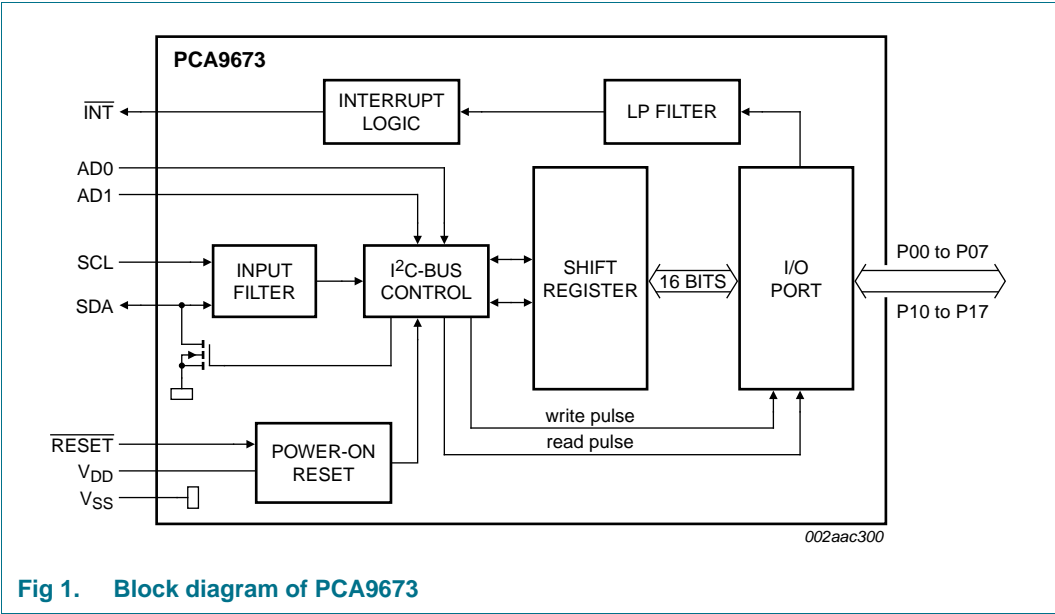 PCA9673
INT
INTERRUPT
LOGIC
LP FILTER
AD0
AD1
SCL
SDA
INPUT
FILTER
I²C-BUS
CONTROL
SHIFT
REGISTER
16 BITS
I/O
PORT
P00 to P07
P10 to P17
write pulse
read pulse
RESET
VDD
VSS
POWER-ON
RESET
002aac300
Fig 1. Block diagram of PCA9673